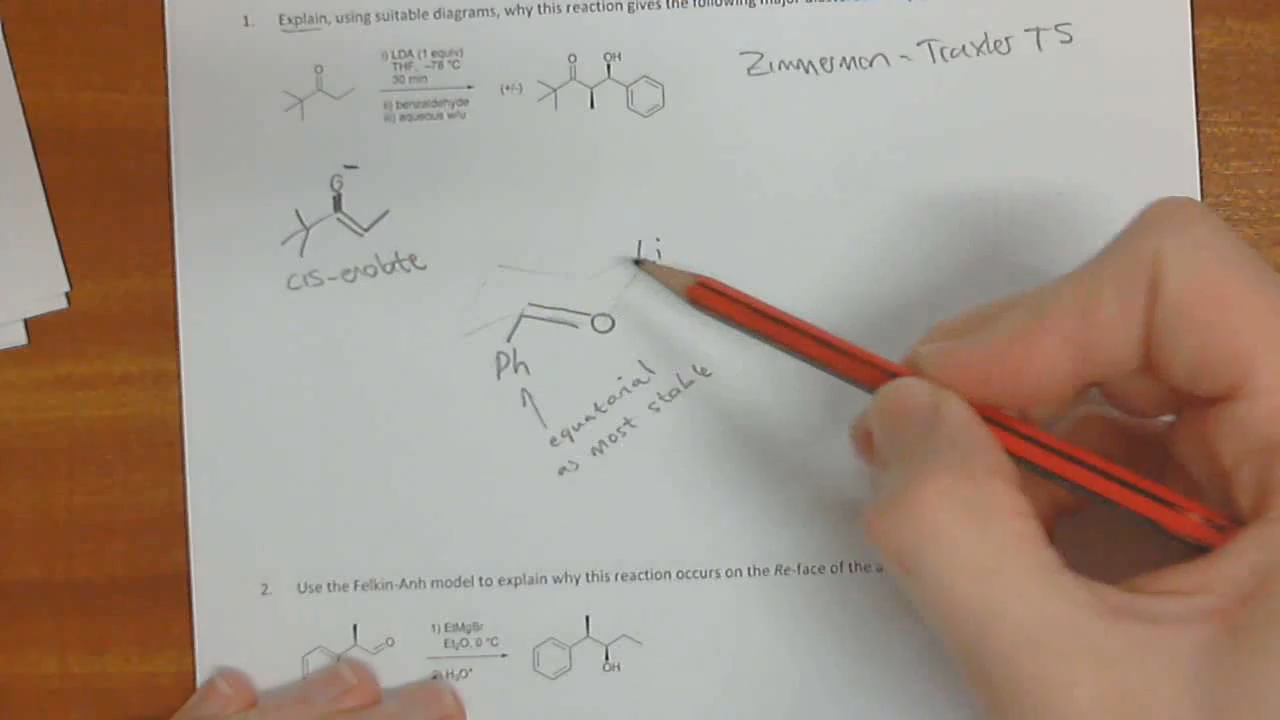 1. Explain, using suitable diagrams, why this reaction gives the following major
i) LDA (1 equiv)
THF, -78 °C
30 min
ii) benzaldehyde
iii) aqueous w/u
O
(+/-)
O OH
Zimmerman - Traxler TS
O
cis-enolate
Li
O
Ph
equatorial
as most stable
2. Use the Felkin-Anh model to explain why this reaction occurs on the Re-face of the
O
1) EtMgBr
Et₂O, 0 °C
2) H₃O⁺
OH